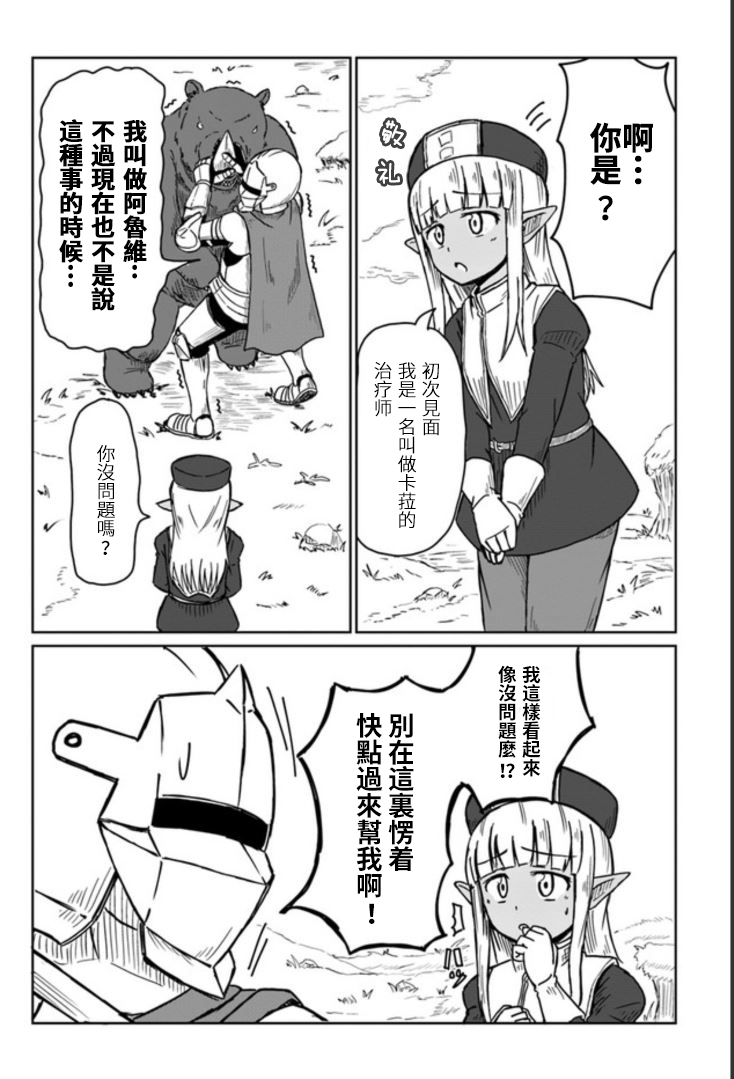 啊…
你是？
敬礼
初次見面
我是一名叫做卡菈的
治疗师
我叫做阿魯維…
不過現在也不是說
這種事的時候…
你沒問題嗎？
我這樣看起來
像沒問題麼！？
別在這裏愣着
快點過來幫我啊！